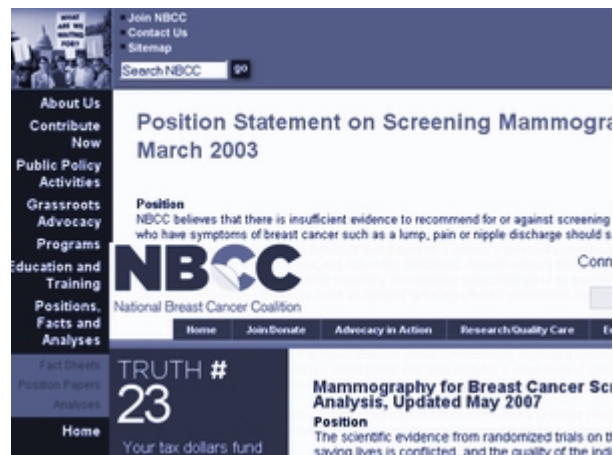 WHAT
ARE WE
WAITING
FOR?
Join NBCC
Contact Us
Sitemap
Search NBCC
go
About Us
Contribute
Now
Public Policy
Activities
Grassroots
Advocacy
Programs
Education and
Training
Positions,
Facts and
Analyses
Fact Sheets
Position Papers
Analyses
Home
Position Statement on Screening
March 2003
Position
NBCC believes that there is insufficient evidence to recommend for or against screening
who have symptoms of breast cancer such as a lump, pain or nipple discharge should
NBCC
National Breast Cancer Coalition
Home Join/Donate Advocacy in Action Research/Quality Care
TRUTH #
23
Your tax dollars fund
Mammography for Breast Cancer
Analysis, Updated May 2007
Position
The scientific evidence from randomized trials on
saving lives is conflicted, and the quality of the